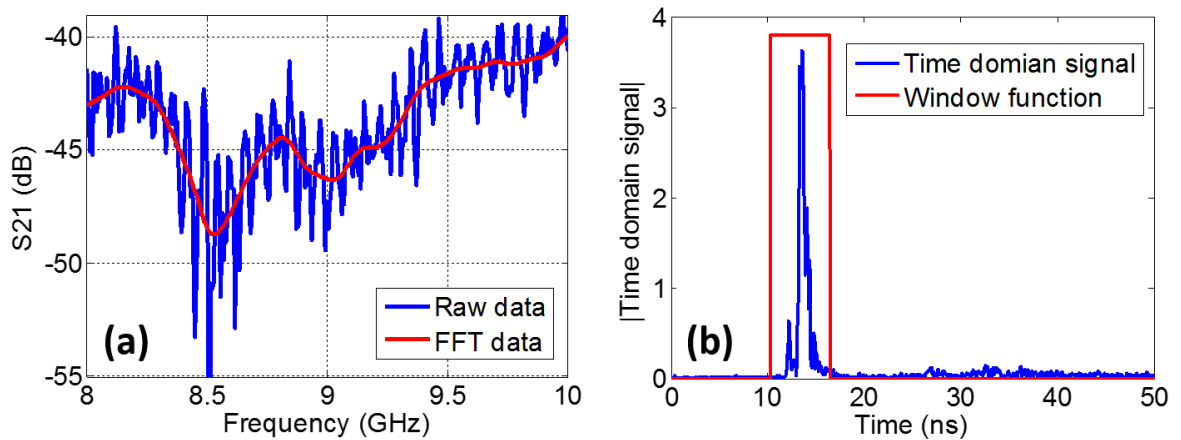 -40
-45
-50
-55
S21 (dB)
8
8.5
9
9.5
10
Frequency (GHz)
(a)
Raw data
FFT data
4
3
2
1
0
|Time domain signal|
0
10
20
30
40
50
Time (ns)
(b)
Time domian signal
Window function